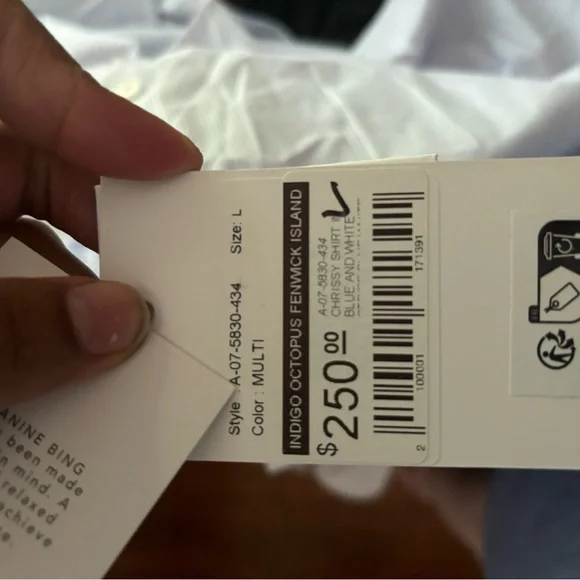 Style : A-07-5830-434 Size: L
Color : MULTI
INDIGO OCTOPUS FENWICK ISLAND
A-07-5830-434
CHRISSY SHIRT
BLUE AND WHITE
$250.00
2 100001 171391
ANINE BING
been made
n mind. A
relaxed
achieve